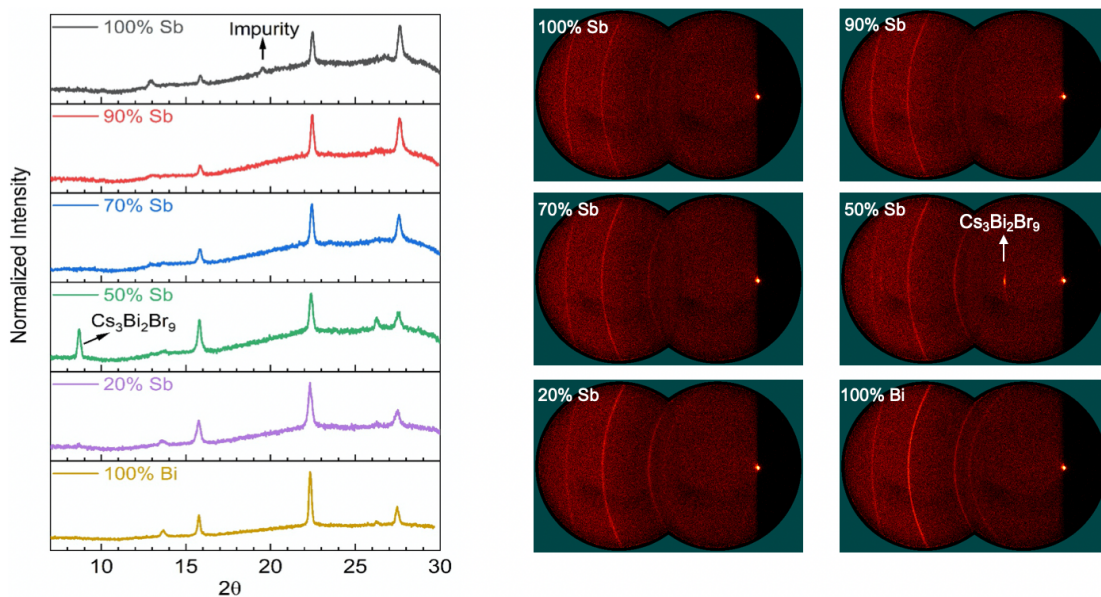 Normalized Intensity
100% Sb
Impurity
90% Sb
70% Sb
50% Sb
Cs₃Bi₂Br₉
20% Sb
100% Bi
10 15 20 25 30
2θ
100% Sb
90% Sb
70% Sb
50% Sb
Cs₃Bi₂Br₉
20% Sb
100% Bi